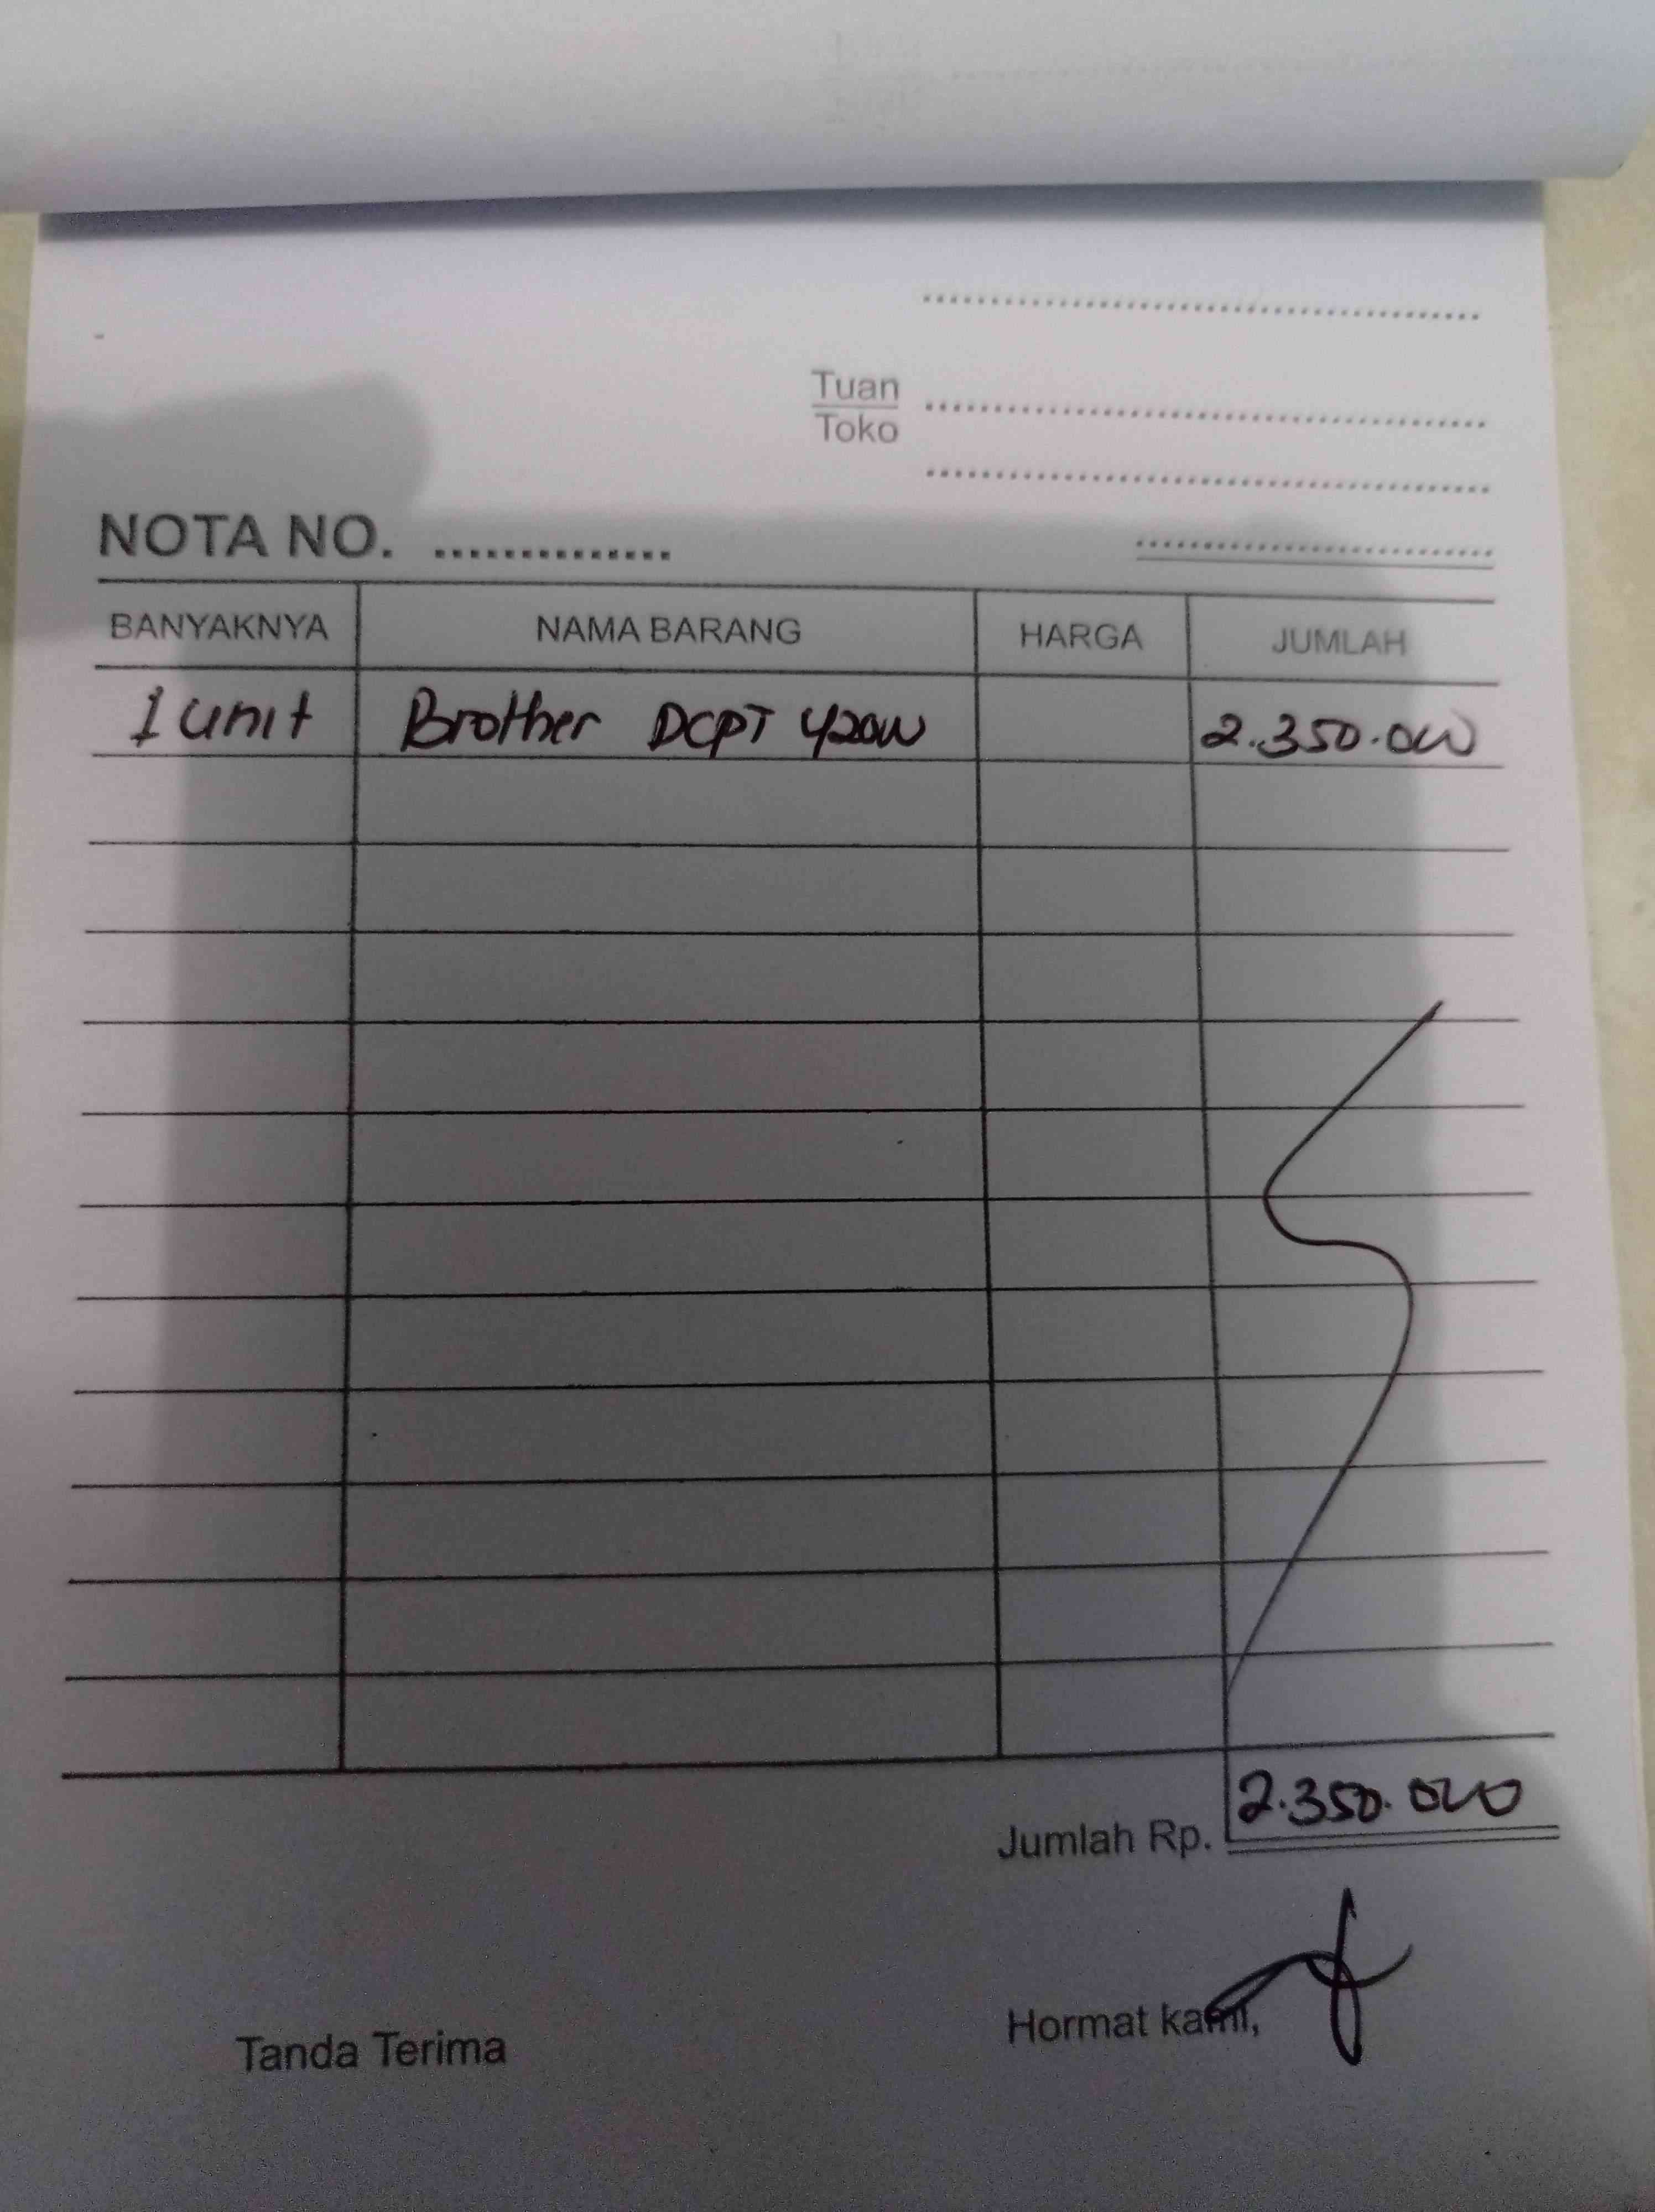 Tuan
Toko
NOTA NO. ..............
BANYAKNYA NAMA BARANG HARGA JUMLAH
1 unit Brother DCPT 420W 2.350.000
Jumlah Rp. 2.350.000
Tanda Terima Hormat kami,